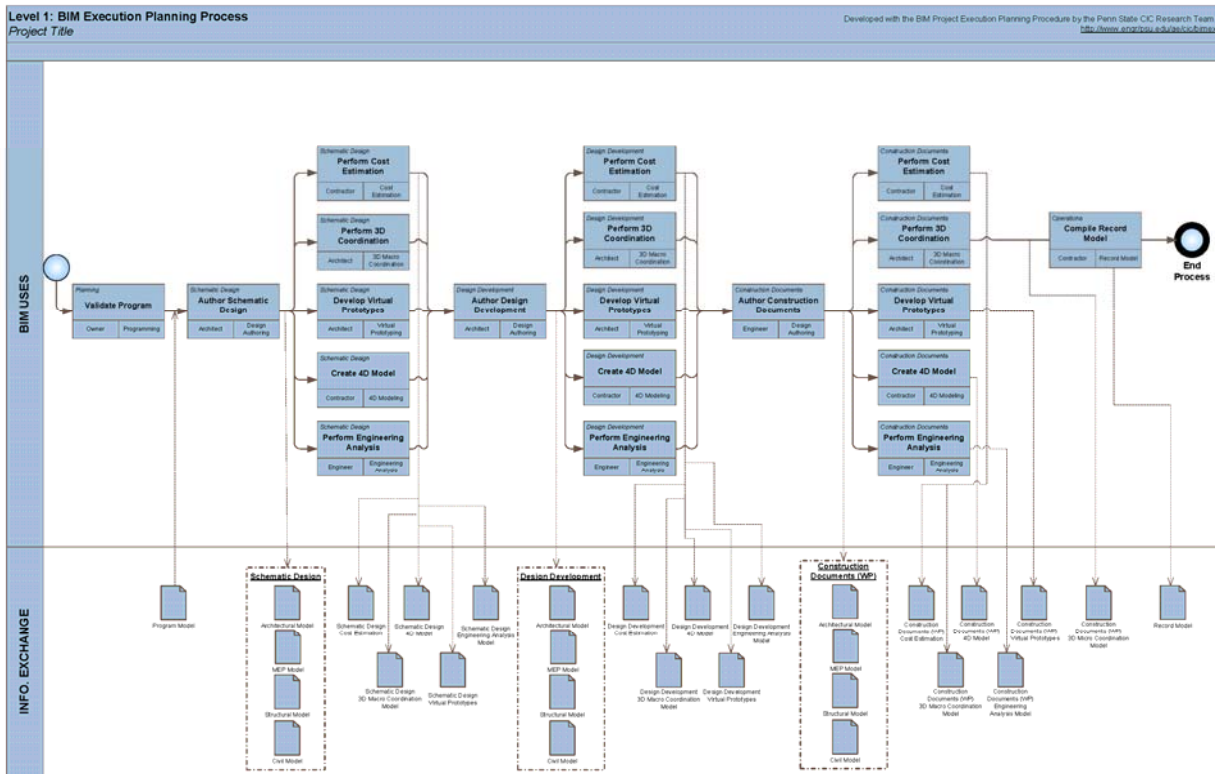 Level 1: BIM Execution Planning Process
Project Title
Developed with the BIM Project Execution Planning Procedure by the Penn State CIC Research Team
http://www.engr.psu.edu/ae/cic/bimex
BIM USES
Planning
Validate Program
Owner
Programming
Schematic Design
Author Schematic
Design
Architect
Design
Authoring
Schematic Design
Perform Cost
Estimation
Contractor
Cost
Estimation
Schematic Design
Perform 3D
Coordination
Architect
3D Macro
Coordination
Schematic Design
Develop Virtual
Prototypes
Architect
Virtual
Prototyping
Schematic Design
Create 4D Model
Contractor
4D Modeling
Schematic Design
Perform Engineering
Analysis
Engineer
Engineering
Analysis
Design Development
Author Design
Development
Architect
Design
Authoring
Design Development
Perform Cost
Estimation
Contractor
Cost
Estimation
Design Development
Perform 3D
Coordination
Architect
3D Macro
Coordination
Design Development
Develop Virtual
Prototypes
Architect
Virtual
Prototyping
Design Development
Create 4D Model
Contractor
4D Modeling
Design Development
Perform Engineering
Analysis
Engineer
Engineering
Analysis
Construction Documents
Author Construction
Documents
Engineer
Design
Authoring
Construction Documents
Perform Cost
Estimation
Contractor
Cost
Estimation
Construction Documents
Perform 3D
Coordination
Architect
3D Macro
Coordination
Construction Documents
Develop Virtual
Prototypes
Architect
Virtual
Prototyping
Construction Documents
Create 4D Model
Contractor
4D Modeling
Construction Documents
Perform Engineering
Analysis
Engineer
Engineering
Analysis
Operations
Compile Record
Model
Contractor
Record Model
End
Process
INFO. EXCHANGE
Program Model
Schematic Design
Architectural Model
MEP Model
Structural Model
Civil Model
Schematic Design
Cost Estimation
Schematic Design
4D Model
Schematic Design
Engineering Analysis
Model
Schematic Design
3D Macro Coordination
Model
Schematic Design
Virtual Prototypes
Design Development
Architectural Model
MEP Model
Structural Model
Civil Model
Design Development
Cost Estimation
Design Development
4D Model
Design Development
Engineering Analysis
Model
Design Development
3D Macro Coordination
Model
Design Development
Virtual Prototypes
Construction
Documents (WP)
Architectural Model
MEP Model
Structural Model
Civil Model
Construction
Documents (WP)
Cost Estimation
Construction
Documents (WP)
4D Model
Construction
Documents (WP)
Virtual Prototypes
Construction
Documents (WP)
3D Micro Coordination
Model
Construction
Documents (WP)
3D Macro Coordination
Model
Construction
Documents (WP)
Engineering
Analysis Model
Record Model